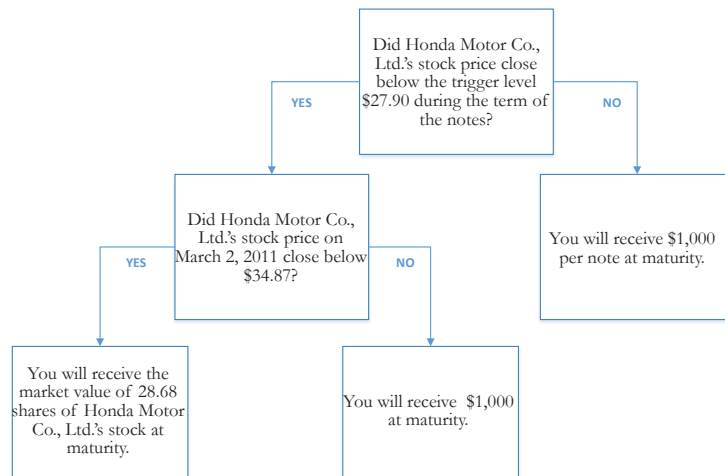 Did Honda Motor Co.,
Ltd.'s stock price close
below the trigger level
$27.90 during the term of
the notes?
YES
NO
Did Honda Motor Co.,
Ltd.'s stock price on
March 2, 2011 close below
$34.87?
You will receive $1,000
per note at maturity.
YES
NO
You will receive the
market value of 28.68
shares of Honda Motor
Co., Ltd.'s stock at
maturity.
You will receive $1,000
at maturity.